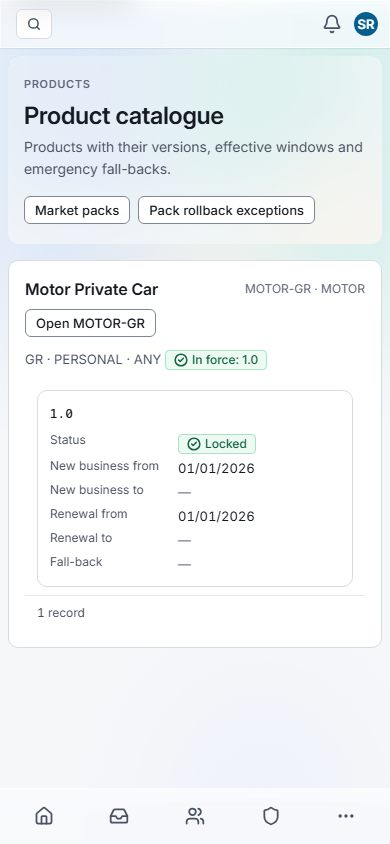 SR
PRODUCTS
Product catalogue
Products with their versions, effective windows and
emergency fall-backs.
Market packs
Pack rollback exceptions
Motor Private Car
MOTOR-GR · MOTOR
Open MOTOR-GR
GR · PERSONAL · ANY In force: 1.0
1.0
Status Locked
New business from 01/01/2026
New business to —
Renewal from 01/01/2026
Renewal to —
Fall-back —
1 record